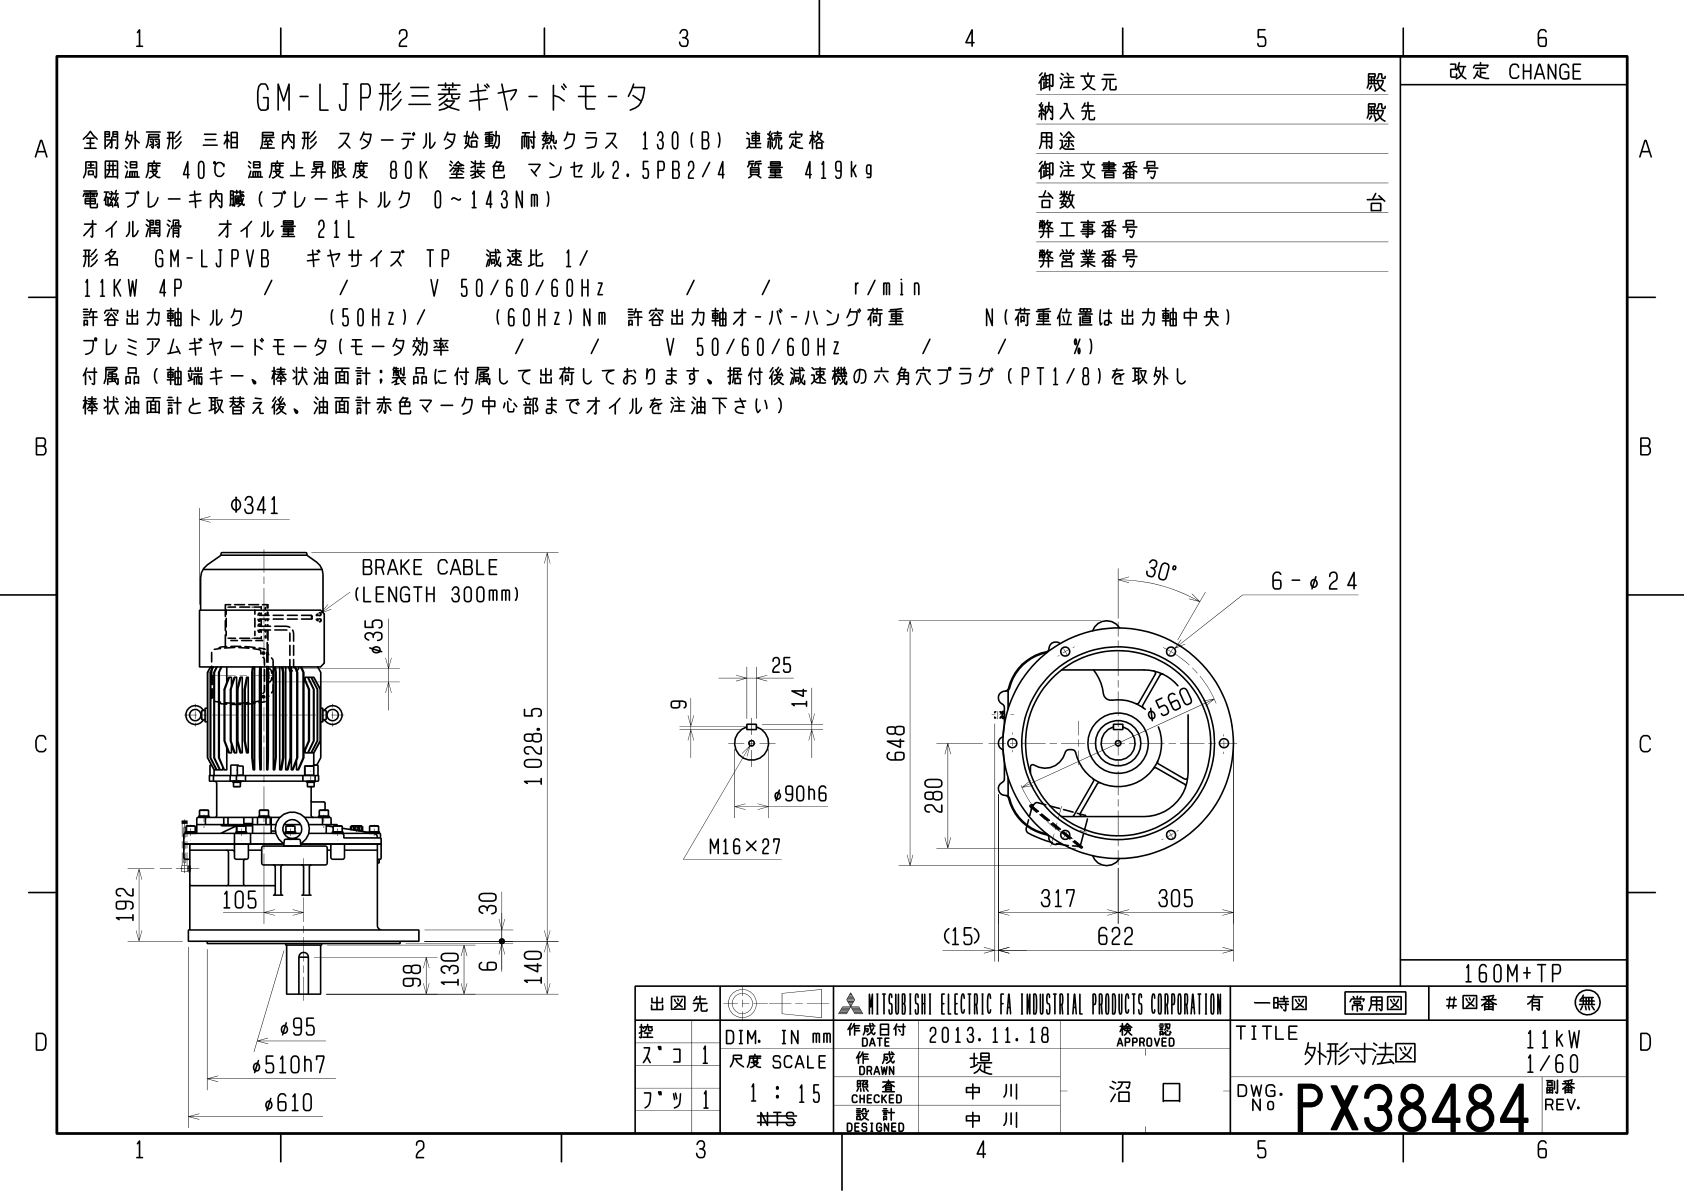 1 2 3 4 5 6
改定 CHANGE
A A
B B
C C
D D
GM-LJP形三菱ギヤ-ドモ-タ
全閉外扇形 三相 屋内形 スターデルタ始動 耐熱クラス 130(B) 連続定格
周囲温度 40℃ 温度上昇限度 80K 塗装色 マンセル2.5PB2/4 質量 419kg
電磁ブレーキ内臓(ブレーキトルク 0~143Nm)
オイル潤滑 オイル量 21L
形名 GM-LJPVB ギヤサイズ TP 減速比 1/
11KW 4P / / V 50/60/60Hz / / r/min
許容出力軸トルク (50Hz)/ (60Hz)Nm 許容出力軸オ-バ-ハング荷重 N(荷重位置は出力軸中央)
プレミアムギヤードモータ(モータ効率 / / V 50/60/60Hz / / %)
付属品(軸端キー、棒状油面計;製品に付属して出荷しております、据付後減速機の六角穴プラグ(PT1/8)を取外し
棒状油面計と取替え後、油面計赤色マーク中心部までオイルを注油下さい)
御注文元 殿
納入先 殿
用途
御注文書番号
台数 台
弊工事番号
弊営業番号
Φ341
BRAKE CABLE
(LENGTH 300mm)
φ35
1028.5
192
105
30
98
130
6
140
φ95
φ510h7
φ610
25
9
14
φ90h6
M16×27
30°
6-φ24
φ560
648
280
317 305
(15) 622
160M+TP
出図先
控
ズコ 1
ブツ 1
DIM. IN mm
尺度 SCALE
1 : 15
NTS
MITSUBISHI ELECTRIC FA INDUSTRIAL PRODUCTS CORPORATION
作成日付 DATE 2013.11.18
作成 DRAWN 堤
照査 CHECKED 中川
設計 DESIGNED 中川
検認 APPROVED
沼口
一時図 常用図 #図番 有 無
TITLE 外形寸法図
11kW
1/60
DWG. No PX38484
副番 REV.
1 2 3 4 5 6